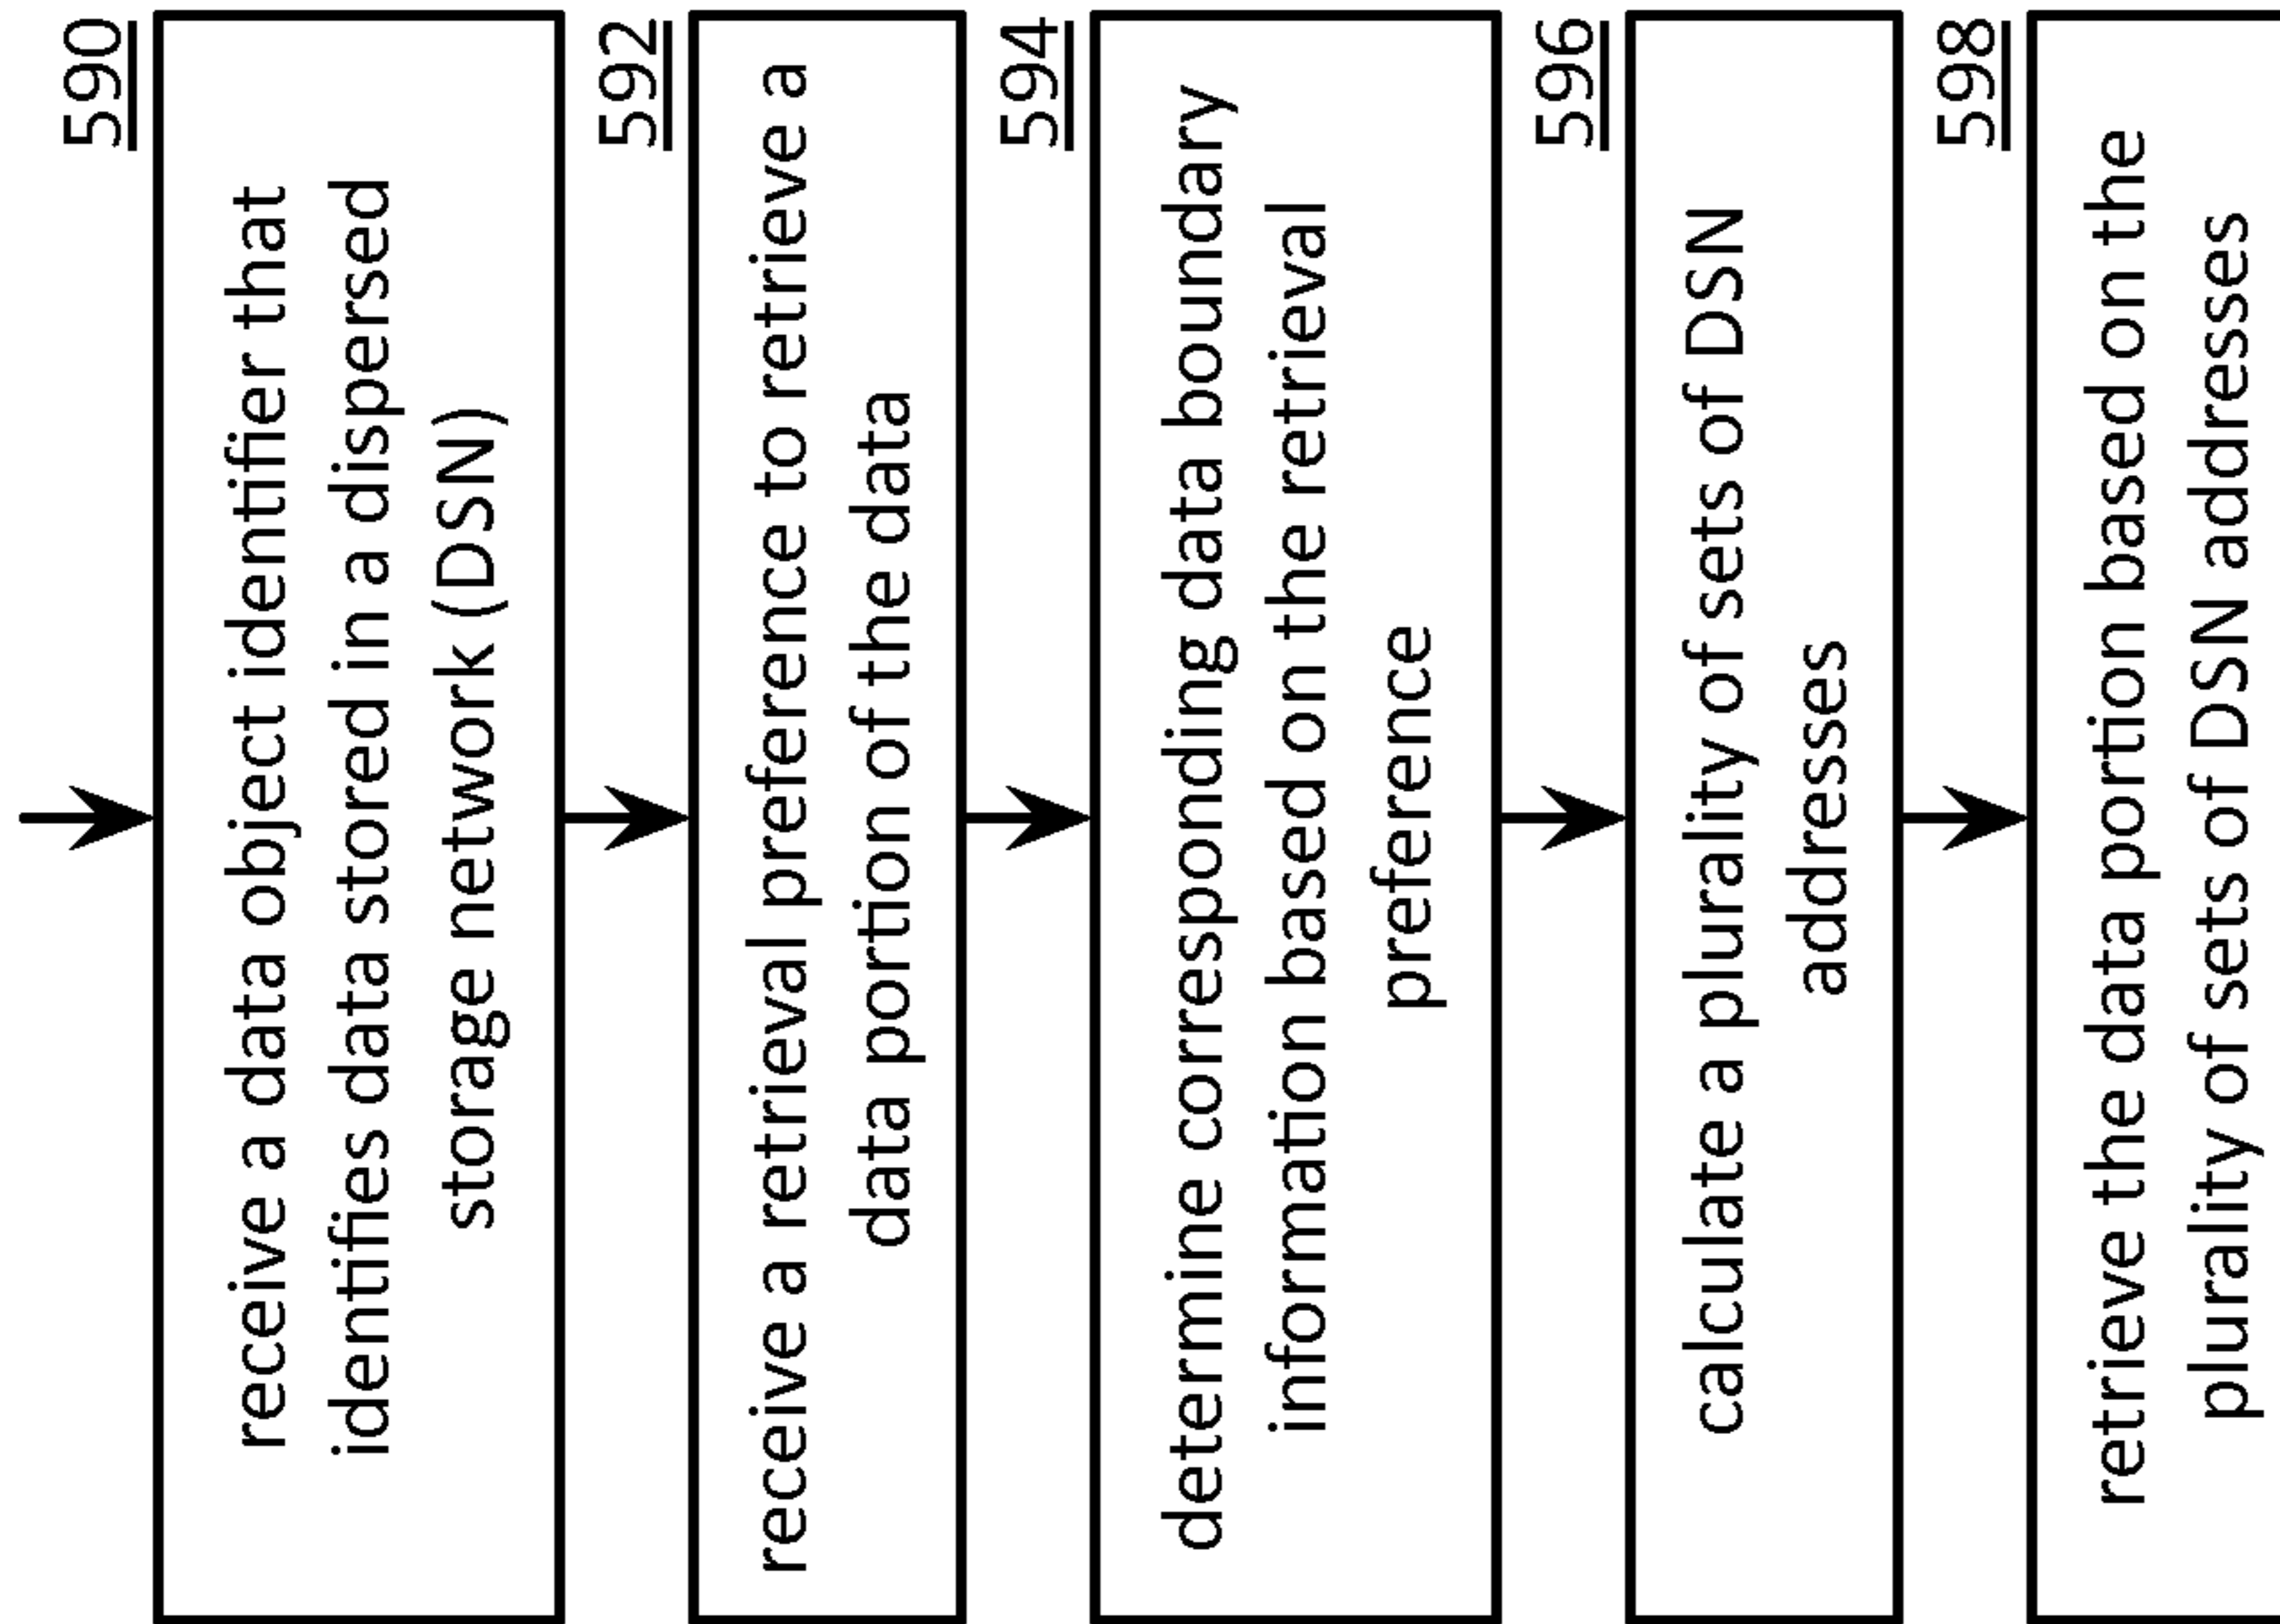 590
receive a data object identifier that
identifies data stored in a dispersed
storage network (DSN)
592
receive a retrieval preference to retrieve a
data portion of the data
594
determine corresponding data boundary
information based on the retrieval
preference
596
calculate a plurality of sets of DSN
addresses
598
retrieve the data portion based on the
plurality of sets of DSN addresses